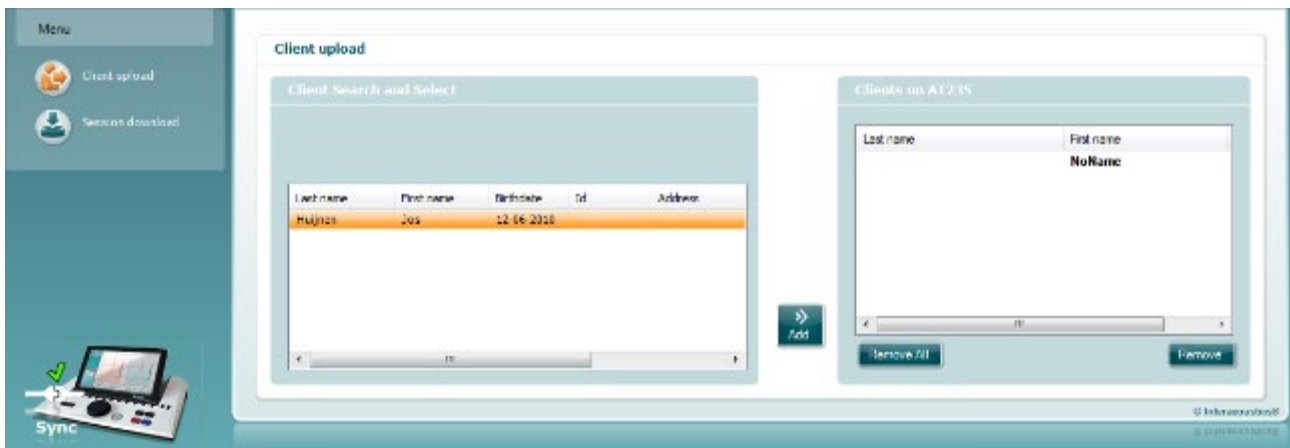 Menu
Client upload
Session download
Sync
Client upload
Client Search and Select
Last name First name Birthdate Id Address
Huijnen Jos 12-06-2010
Add
Clients on AT235
Last name First name
NoName
Remove All Remove